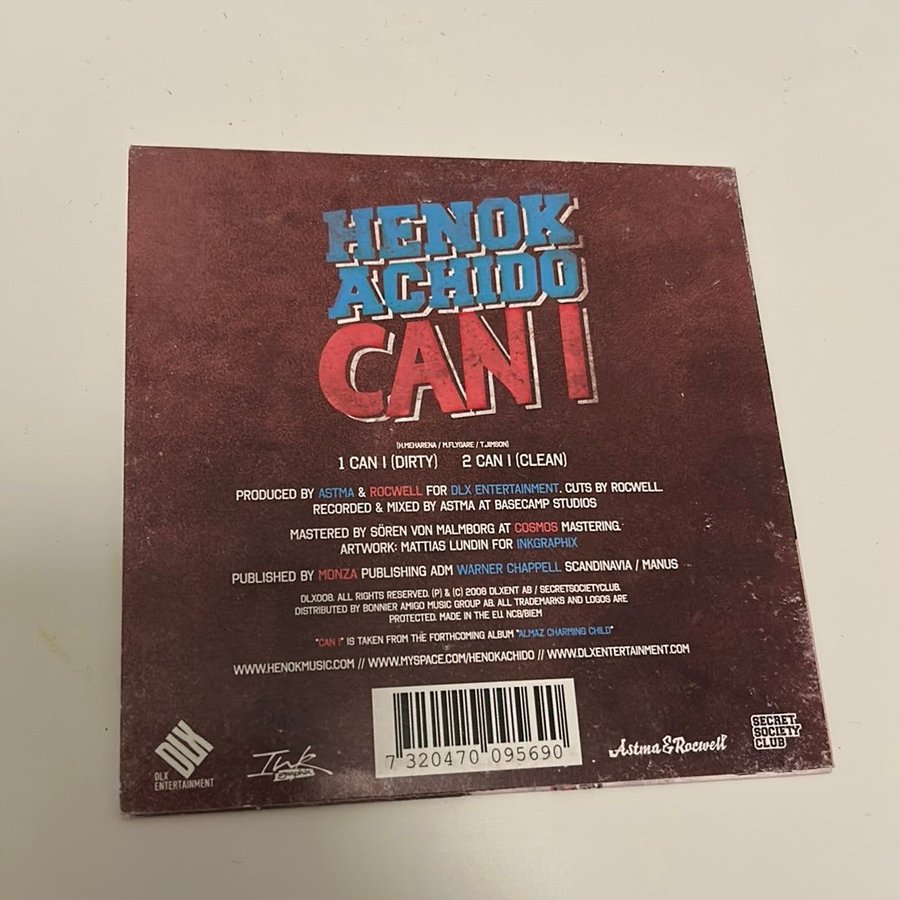 HENOK
ACHIDO
CAN I
(H.MEHARENA / M.FLYGARE / T.JIMSON)
1 CAN I (DIRTY) 2 CAN I (CLEAN)
PRODUCED BY ASTMA & ROCWELL FOR DLX ENTERTAINMENT. CUTS BY ROCWELL.
RECORDED & MIXED BY ASTMA AT BASECAMP STUDIOS
MASTERED BY SÖREN VON MALMBORG AT COSMOS MASTERING.
ARTWORK: MATTIAS LUNDIN FOR INKGRAPHIX
PUBLISHED BY MONZA PUBLISHING ADM WARNER CHAPPELL SCANDINAVIA / MANUS
DLX008. ALL RIGHTS RESERVED. (P) & (C) 2008 DLXENT AB / SECRETSOCIETYCLUB.
DISTRIBUTED BY BONNIER AMIGO MUSIC GROUP AB. ALL TRADEMARKS AND LOGOS ARE
PROTECTED. MADE IN THE EU. NCB/BIEM
"CAN I" IS TAKEN FROM THE FORTHCOMING ALBUM "ALMAZ CHARMING CHILD"
WWW.HENOKMUSIC.COM // WWW.MYSPACE.COM/HENOKACHIDO // WWW.DLXENTERTAINMENT.COM
DLX
DLX
ENTERTAINMENT
Ink
Graphix
7 320470 095690
Astma & Rocwell
SECRET
SOCIETY
CLUB